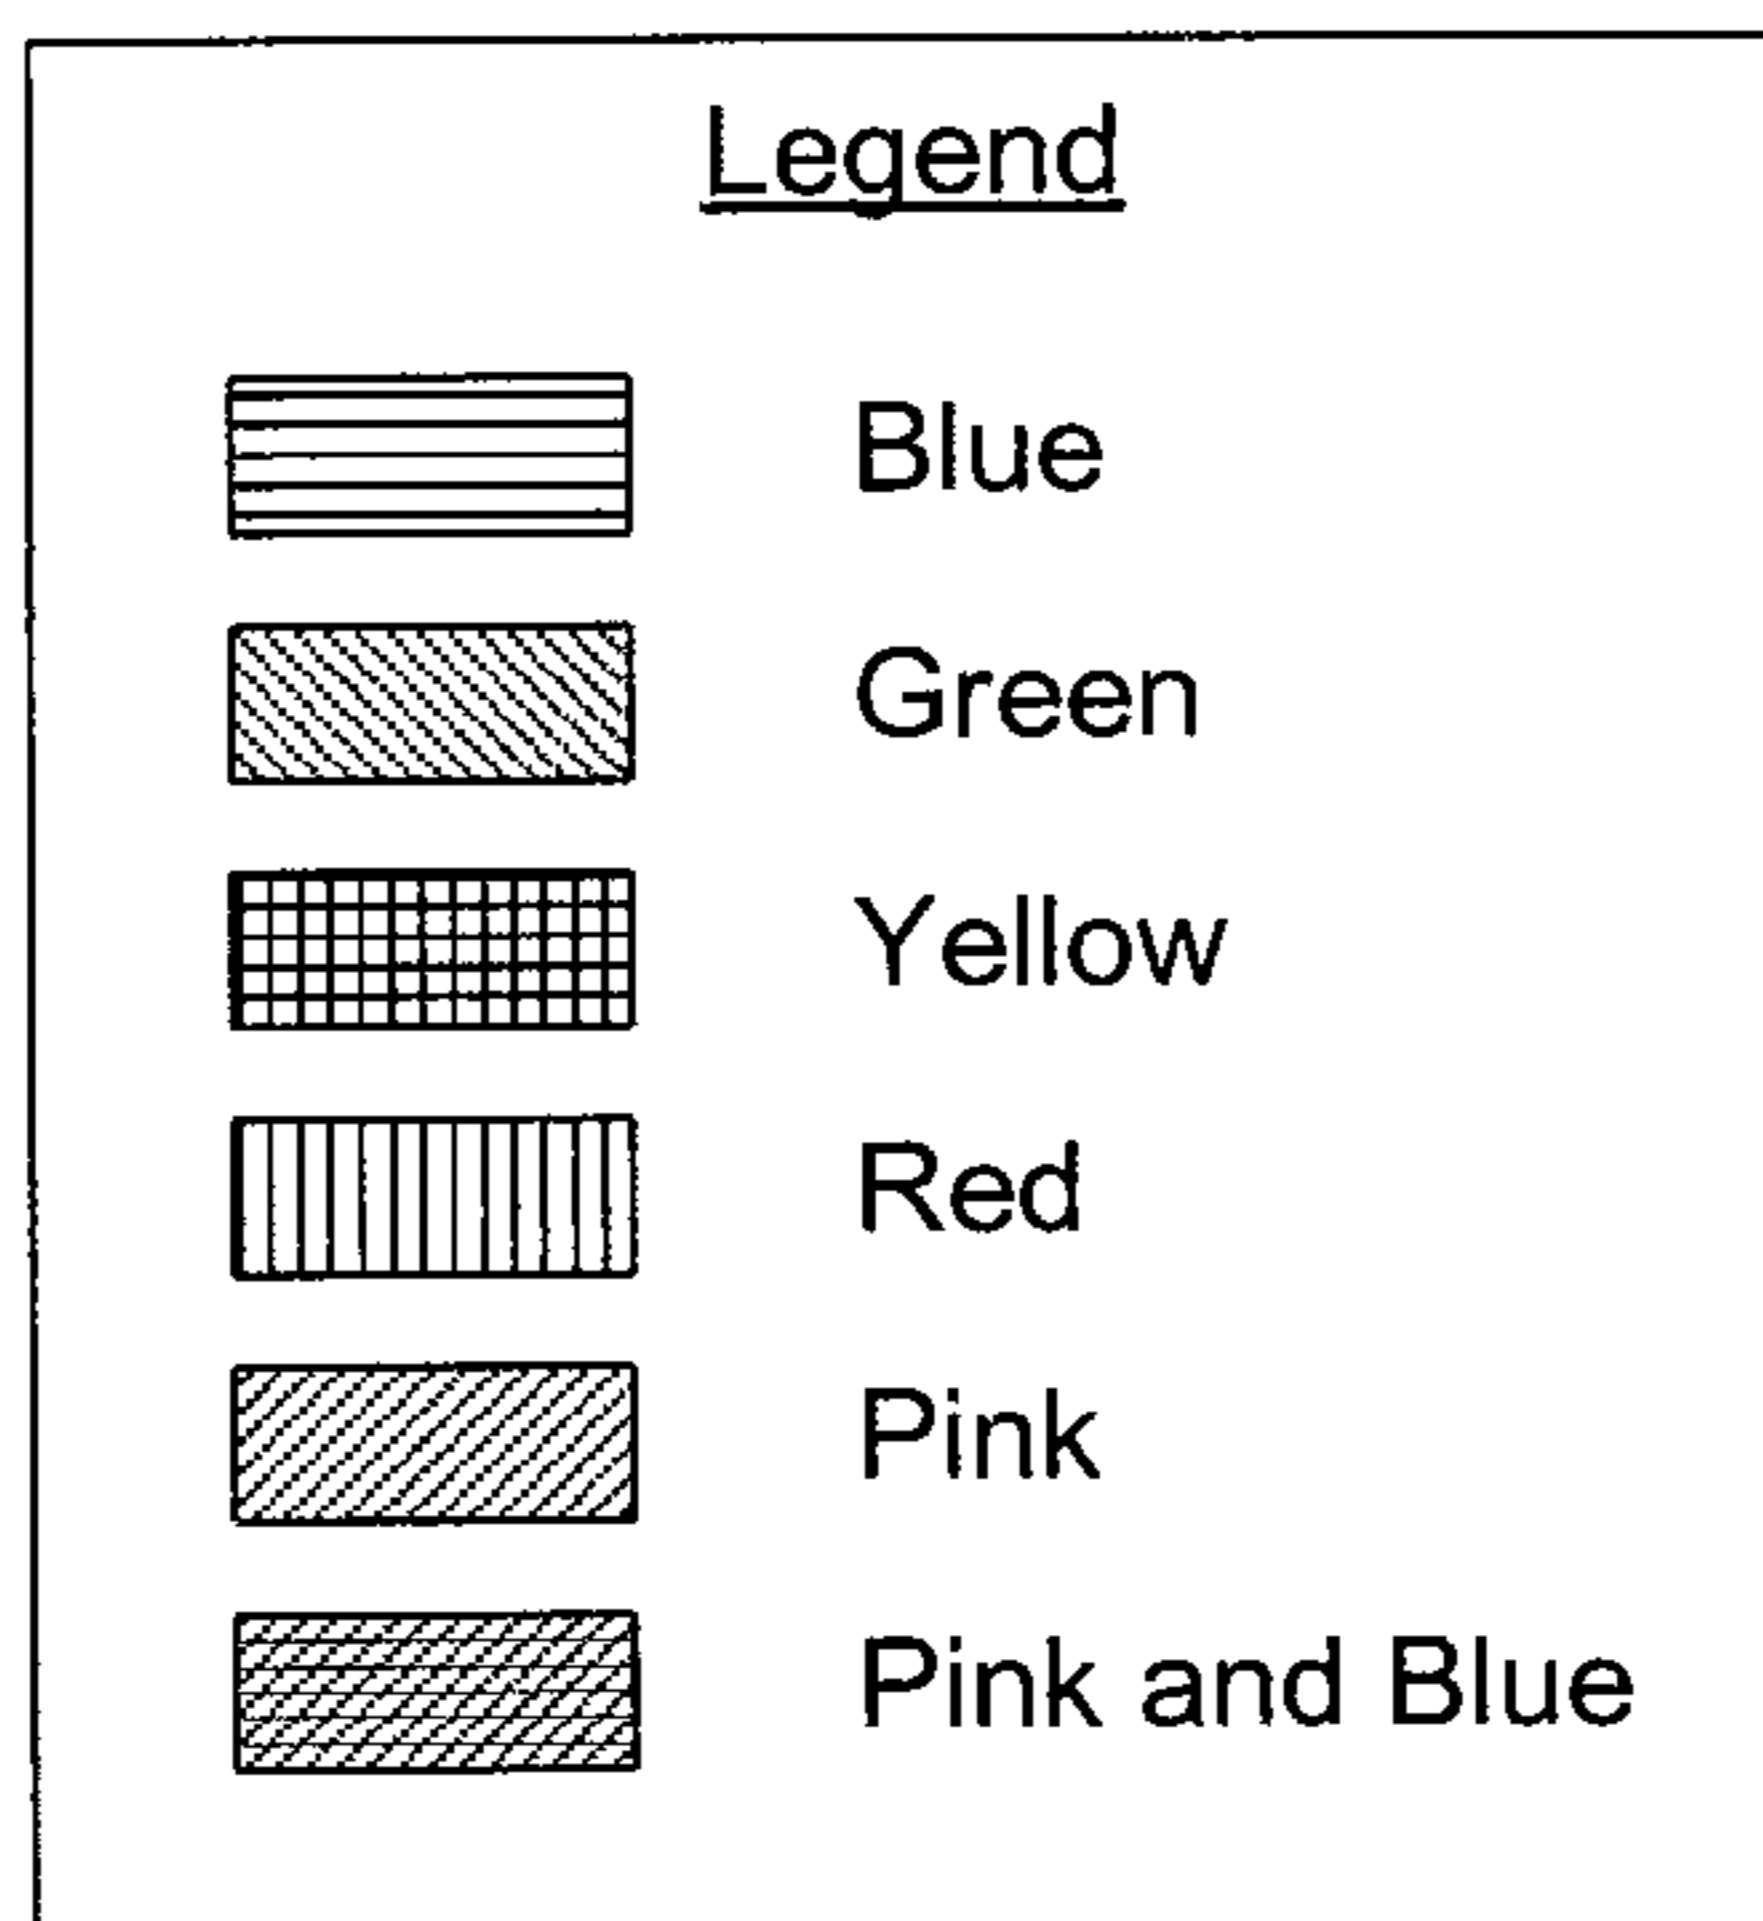 Legend
Blue
Green
Yellow
Red
Pink
Pink and Blue